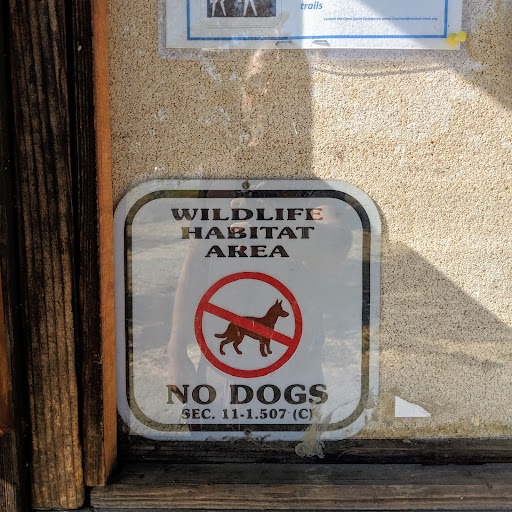 trails
WILDLIFE
HABITAT
AREA
NO DOGS
SEC. 11-1.507 (C)